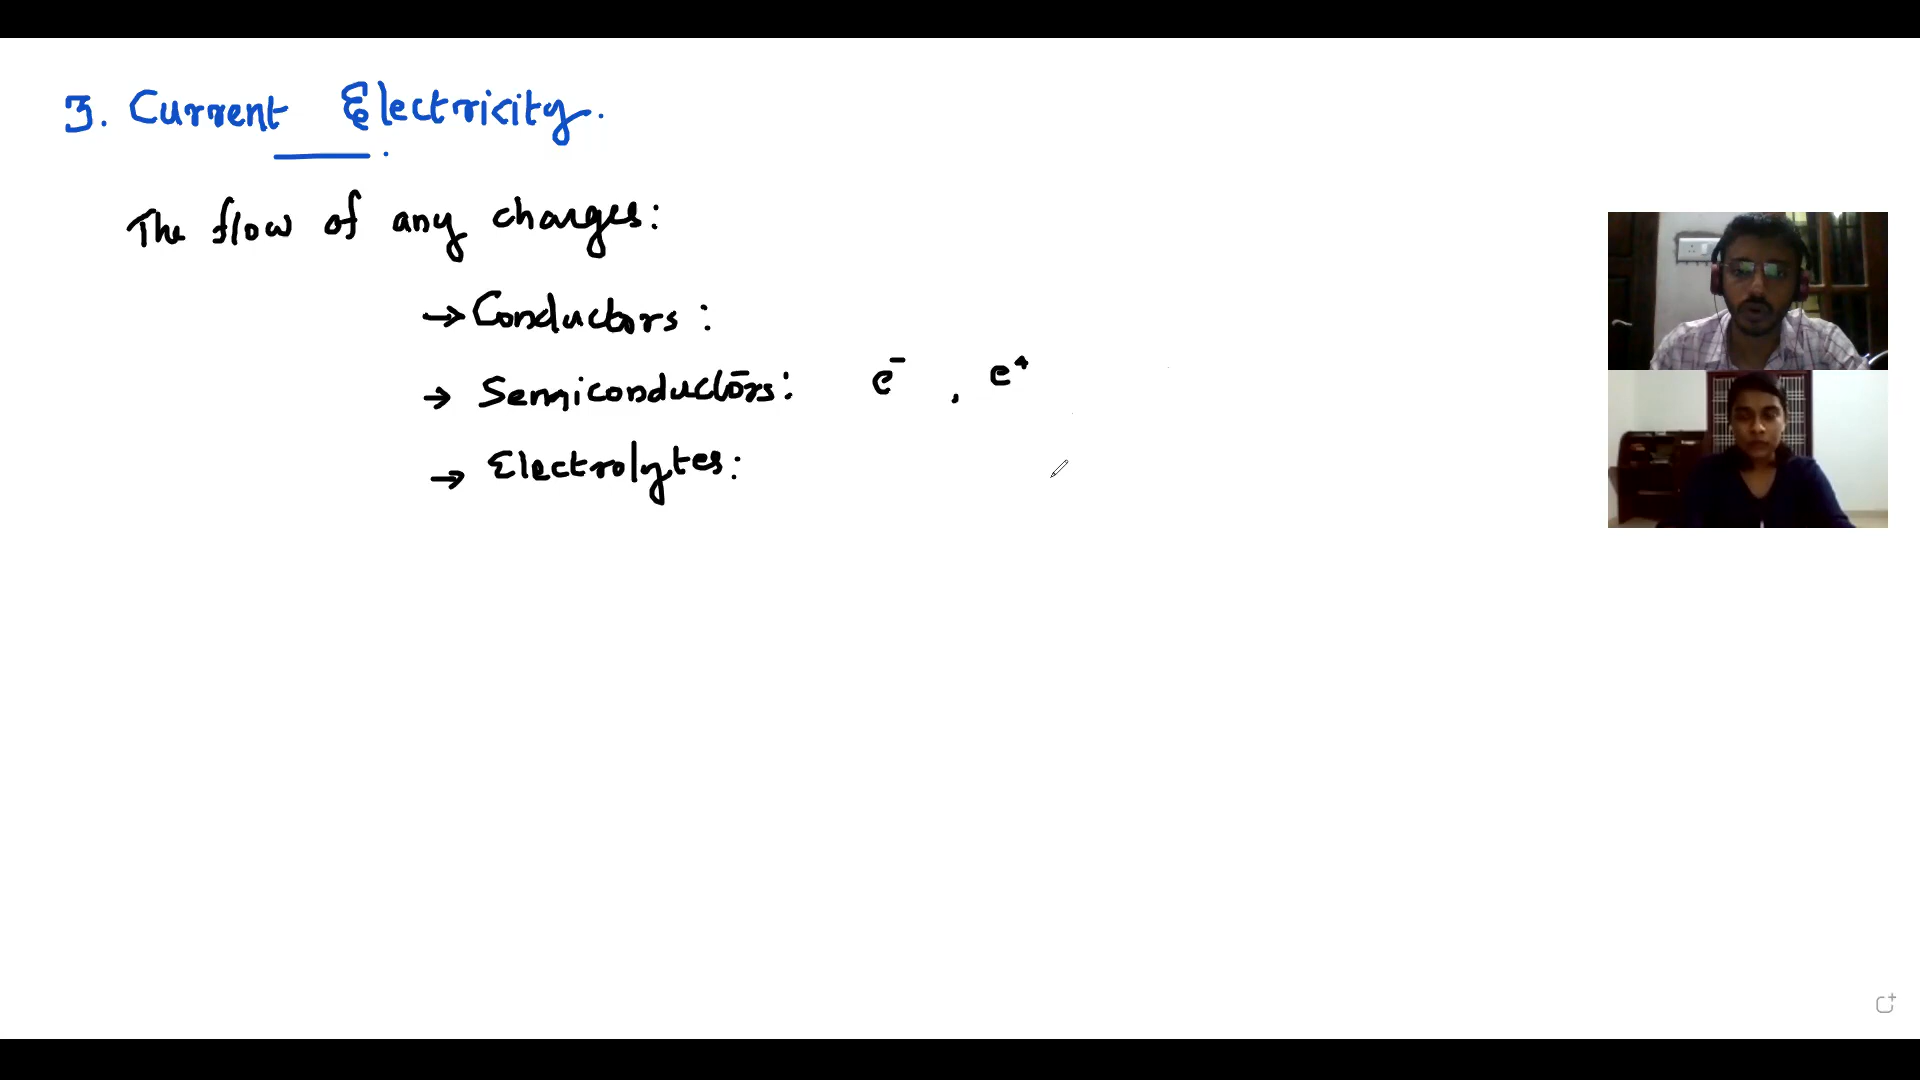 3. Current Electricity.
The flow of any charges:
→ Conductors:
→ Semiconductors: e⁻ , e⁺
→ Electrolytes: